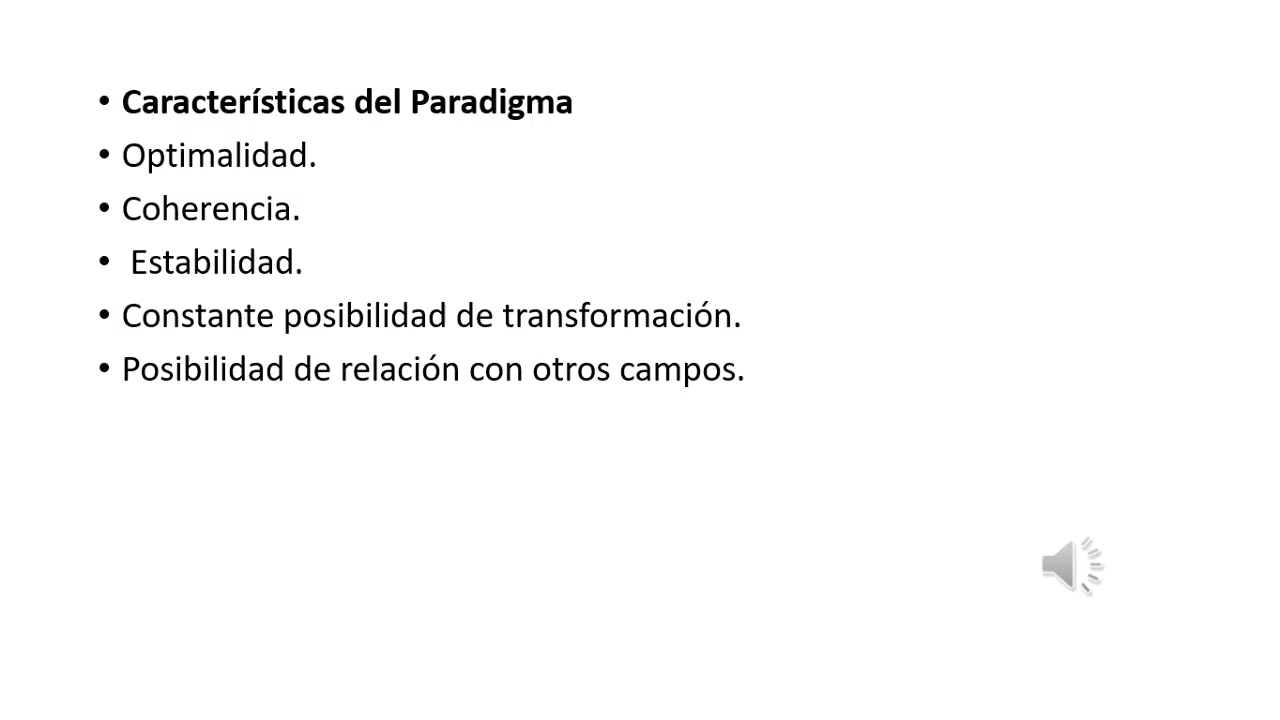 • Características del Paradigma
• Optimalidad.
• Coherencia.
• Estabilidad.
• Constante posibilidad de transformación.
• Posibilidad de relación con otros campos.